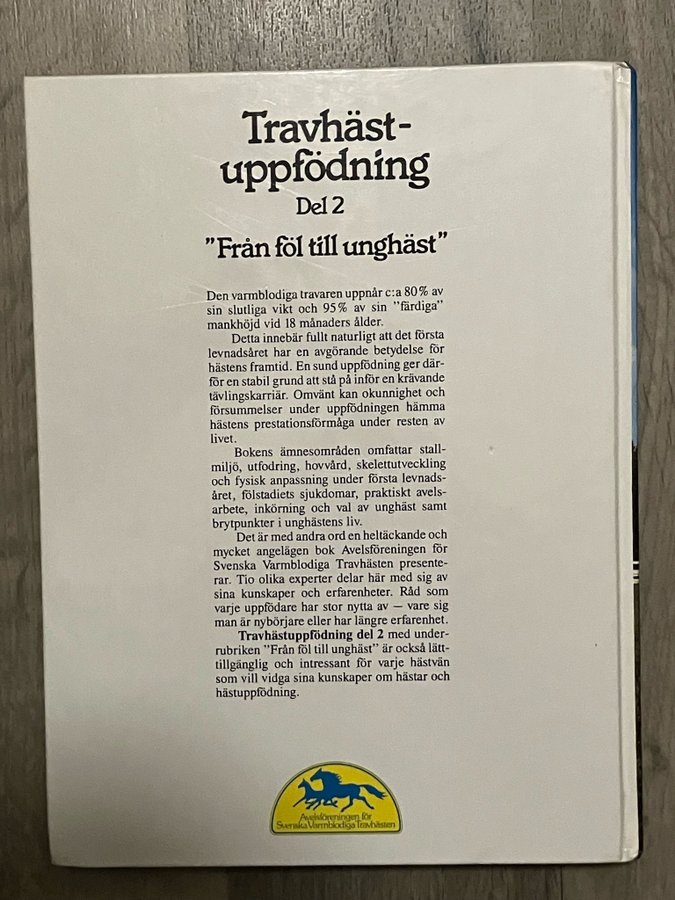 Travhäst-
uppfödning
Del 2
"Från föl till unghäst"
Den varmblodiga travaren uppnår c:a 80% av
sin slutliga vikt och 95% av sin "färdiga"
mankhöjd vid 18 månaders ålder.
Detta innebär fullt naturligt att det första
levnadsåret har en avgörande betydelse för
hästens framtid. En sund uppfödning ger där-
för en stabil grund att stå på inför en krävande
tävlingskarriär. Omvänt kan okunnighet och
försummelser under uppfödningen hämma
hästens prestationsförmåga under resten av
livet.
Bokens ämnesområden omfattar stall-
miljö, utfodring, hovvård, skelettutveckling
och fysisk anpassning under första levnads-
året, fölstadiets sjukdomar, praktiskt avels-
arbete, inkörning och val av unghäst samt
brytpunkter i unghästens liv.
Det är med andra ord en heltäckande och
mycket angelägen bok Avelsföreningen för
Svenska Varmblodiga Travhästen presente-
rar. Tio olika experter delar här med sig av
sina kunskaper och erfarenheter. Råd som
varje uppfödare har stor nytta av — vare sig
man är nybörjare eller har längre erfarenhet.
Travhästuppfödning del 2 med under-
rubriken "Från föl till unghäst" är också lätt-
tillgänglig och intressant för varje hästvän
som vill vidga sina kunskaper om hästar och
hästuppfödning.
Avelsföreningen för
Svenska Varmblodiga Travhästen